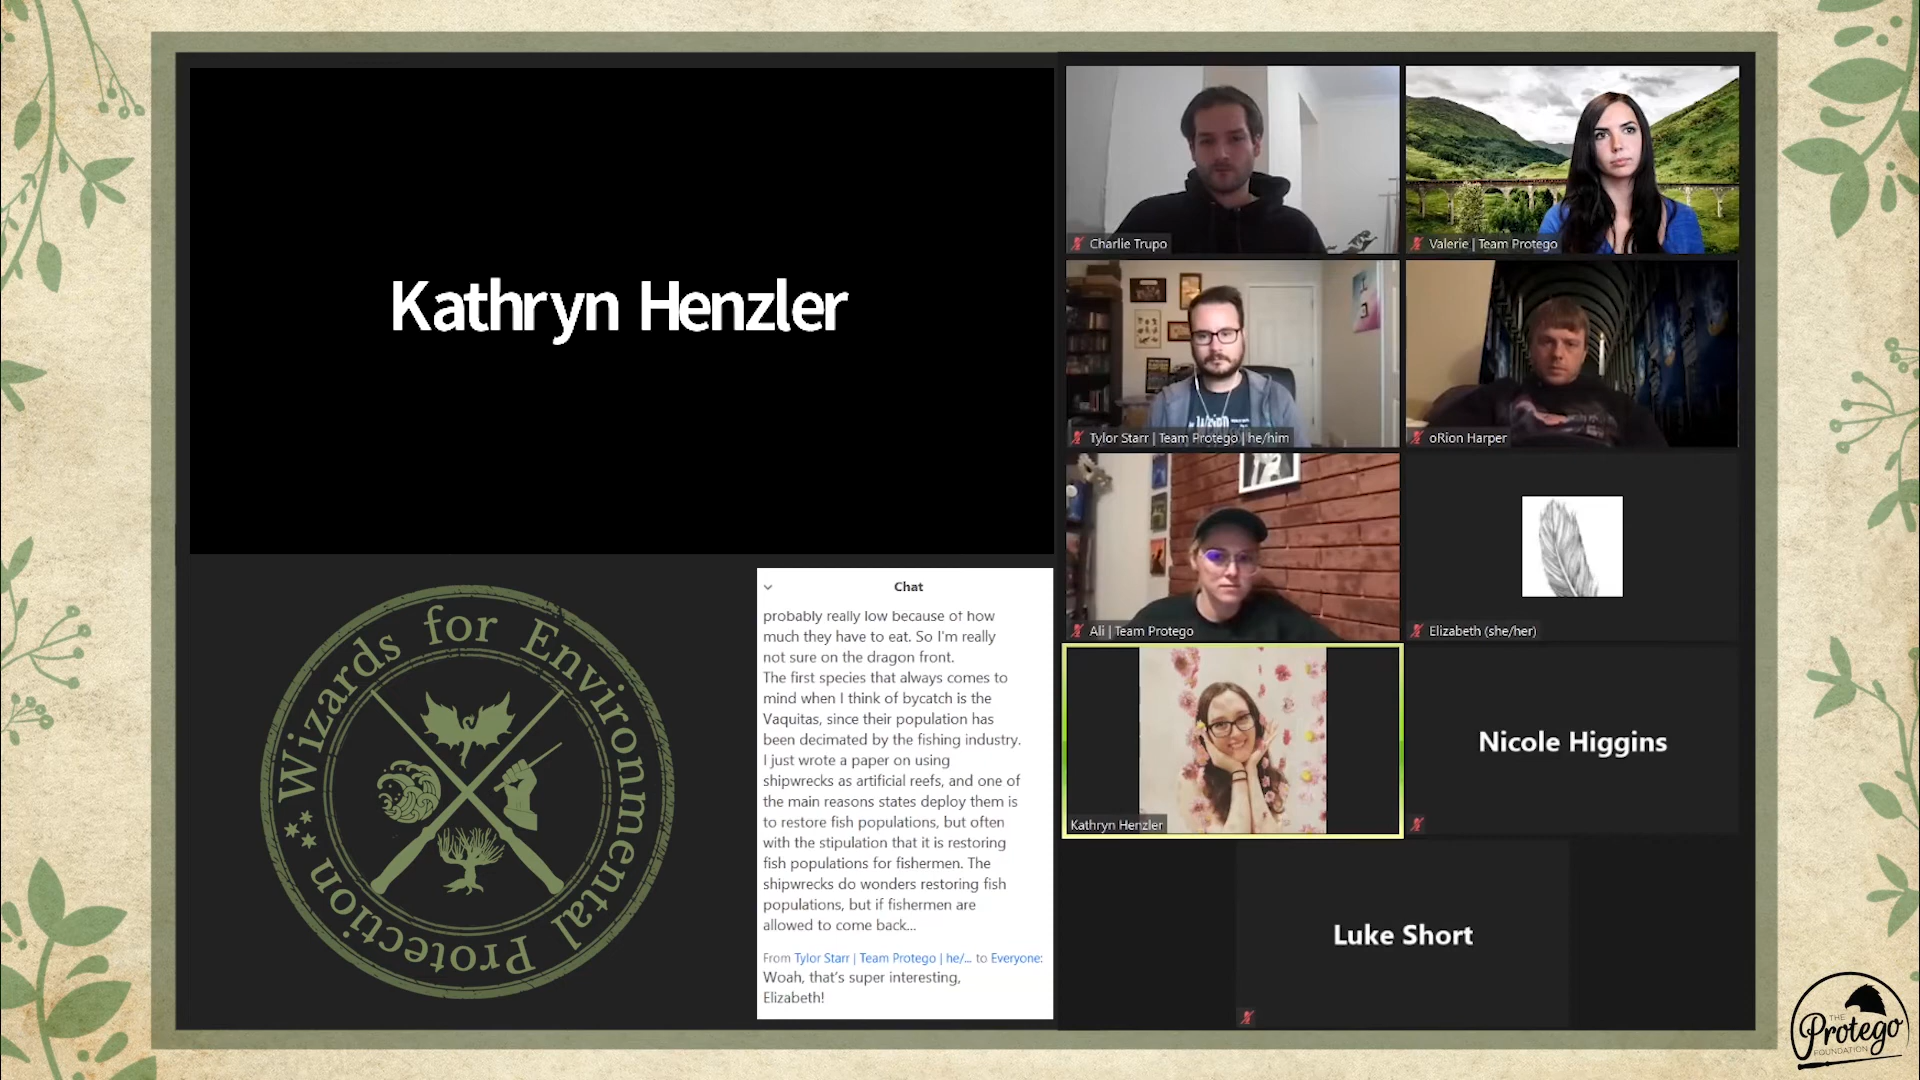 Kathryn Henzler
Wizards for Environmental Protection
Chat
probably really low because of how
much they have to eat. So I'm really
not sure on the dragon front.
The first species that always comes to
mind when I think of bycatch is the
Vaquitas, since their population has
been decimated by the fishing industry.
I just wrote a paper on using
shipwrecks as artificial reefs, and one of
the main reasons states deploy them is
to restore fish populations, but often
with the stipulation that it is restoring
fish populations for fishermen. The
shipwrecks do wonders restoring fish
populations, but if fishermen are
allowed to come back...
From Tylor Starr | Team Protego | he/... to Everyone:
Woah, that's super interesting,
Elizabeth!
Charlie Trupo
Valerie | Team Protego
Tylor Starr | Team Protego | he/him
oRion Harper
Ali | Team Protego
Elizabeth (she/her)
Kathryn Henzler
Nicole Higgins
Luke Short
THE
Protego
FOUNDATION